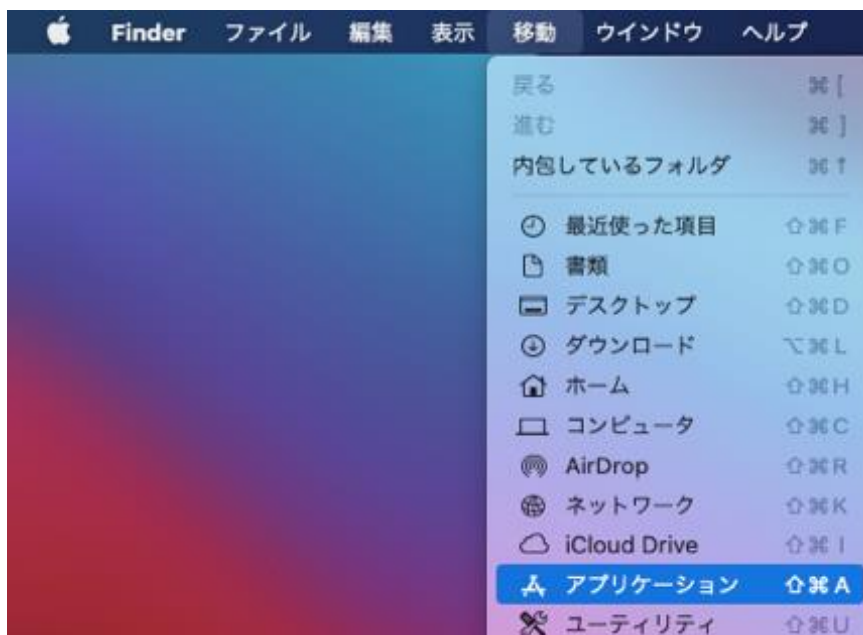 Finder ファイル 編集 表示 移動 ウインドウ ヘルプ
戻る ⌘[
進む ⌘]
内包しているフォルダ ⌘↑
最近使った項目 ⇧⌘F
書類 ⇧⌘O
デスクトップ ⇧⌘D
ダウンロード ⌥⌘L
ホーム ⇧⌘H
コンピュータ ⇧⌘C
AirDrop ⇧⌘R
ネットワーク ⇧⌘K
iCloud Drive ⇧⌘I
アプリケーション ⇧⌘A
ユーティリティ ⇧⌘U